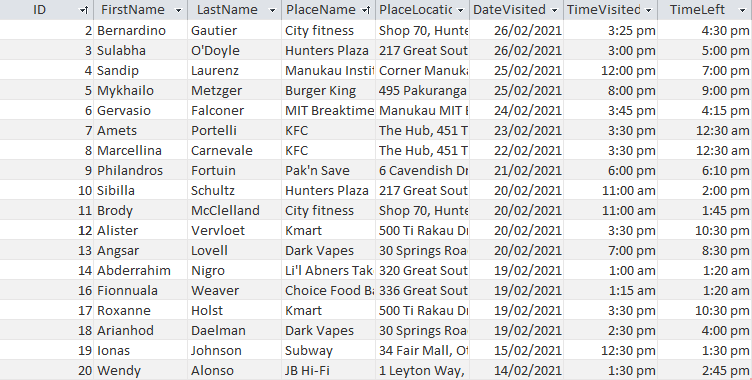 ID FirstName LastName PlaceName PlaceLocatic DateVisited TimeVisited TimeLeft
2 Bernardino Gautier City fitness Shop 70, Hunte 26/02/2021 3:25 pm 4:30 pm
3 Sulabha O'Doyle Hunters Plaza 217 Great Sout 26/02/2021 3:00 pm 5:00 pm
4 Sandip Laurenz Manukau Insti Corner Manuka 25/02/2021 12:00 pm 7:00 pm
5 Mykhailo Metzger Burger King 495 Pakuranga 25/02/2021 8:00 pm 9:00 pm
6 Gervasio Falconer MIT Breaktime Manukau MIT E 24/02/2021 3:45 pm 4:15 pm
7 Amets Portelli KFC The Hub, 451 T 23/02/2021 3:30 pm 12:30 am
8 Marcellina Carnevale KFC The Hub, 451 T 22/02/2021 3:30 pm 12:30 am
9 Philandros Fortuin Pak'n Save 6 Cavendish Dr 21/02/2021 6:00 pm 6:10 pm
10 Sibilla Schultz Hunters Plaza 217 Great Sout 20/02/2021 11:00 am 2:00 pm
11 Brody McClelland City fitness Shop 70, Hunte 20/02/2021 11:00 am 1:45 pm
12 Alister Vervloet Kmart 500 Ti Rakau Dr 20/02/2021 3:30 pm 10:30 pm
13 Angsar Lovell Dark Vapes 30 Springs Roa 20/02/2021 7:00 pm 8:30 pm
14 Abderrahim Nigro Li'l Abners Tak 320 Great Sout 19/02/2021 1:00 am 1:20 am
16 Fionnuala Weaver Choice Food Ba 336 Great Sout 19/02/2021 1:15 am 1:20 am
17 Roxanne Holst Kmart 500 Ti Rakau Dr 19/02/2021 3:30 pm 10:30 pm
18 Arianhod Daelman Dark Vapes 30 Springs Roa 19/02/2021 2:30 pm 4:00 pm
19 Ionas Johnson Subway 34 Fair Mall, Ot 15/02/2021 12:30 pm 1:30 pm
20 Wendy Alonso JB Hi-Fi 1 Leyton Way, 14/02/2021 1:30 pm 2:45 pm